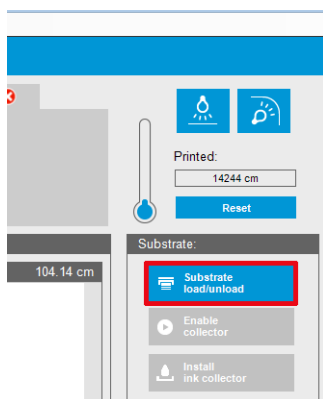 Printed:
14244 cm
Reset
Substrate:
104.14 cm
Substrate
load/unload
Enable
collector
Install
ink collector